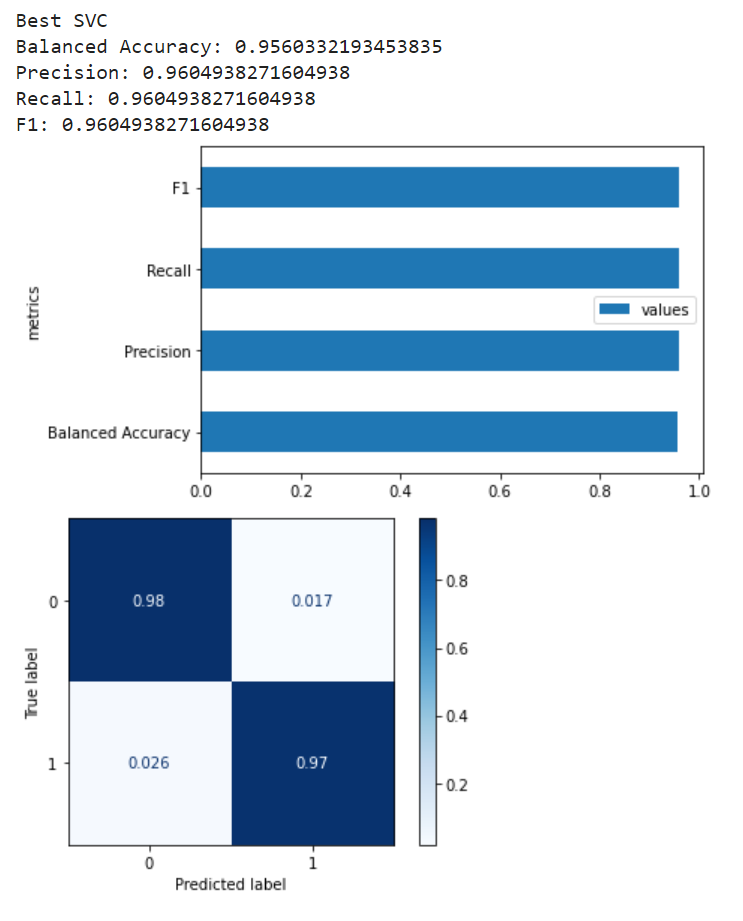 Best SVC
Balanced Accuracy: 0.9560332193453835
Precision: 0.9604938271604938
Recall: 0.9604938271604938
F1: 0.9604938271604938
F1
Recall
metrics
values
Precision
Balanced Accuracy
0.0 0.2 0.4 0.6 0.8 1.0
0.8
0 0.98 0.017
0.6
True label
0.4
1 0.026 0.97
0.2
0 1
Predicted label